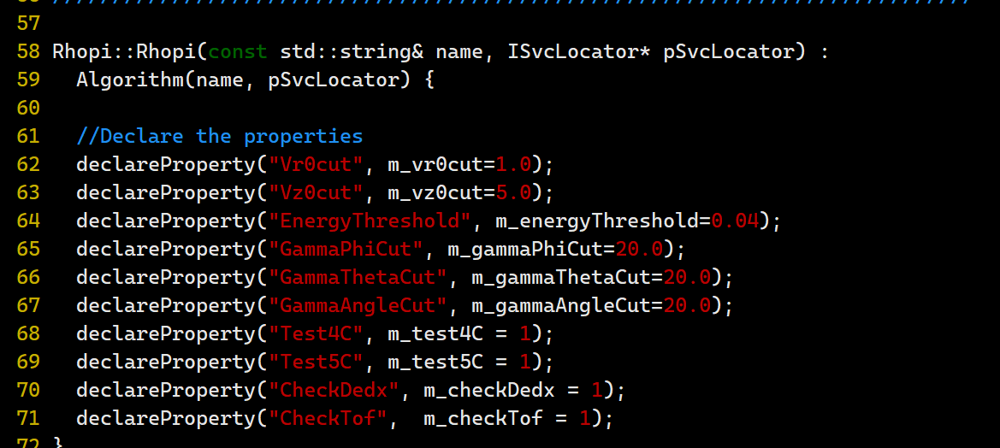 56 ////////////////////////////////////////////////////////////////////////////
57
58 Rhopi::Rhopi(const std::string& name, ISvcLocator* pSvcLocator) :
59   Algorithm(name, pSvcLocator) {
60
61   //Declare the properties
62   declareProperty("Vr0cut", m_vr0cut=1.0);
63   declareProperty("Vz0cut", m_vz0cut=5.0);
64   declareProperty("EnergyThreshold", m_energyThreshold=0.04);
65   declareProperty("GammaPhiCut", m_gammaPhiCut=20.0);
66   declareProperty("GammaThetaCut", m_gammaThetaCut=20.0);
67   declareProperty("GammaAngleCut", m_gammaAngleCut=20.0);
68   declareProperty("Test4C", m_test4C = 1);
69   declareProperty("Test5C", m_test5C = 1);
70   declareProperty("CheckDedx", m_checkDedx = 1);
71   declareProperty("CheckTof",  m_checkTof = 1);
72 }